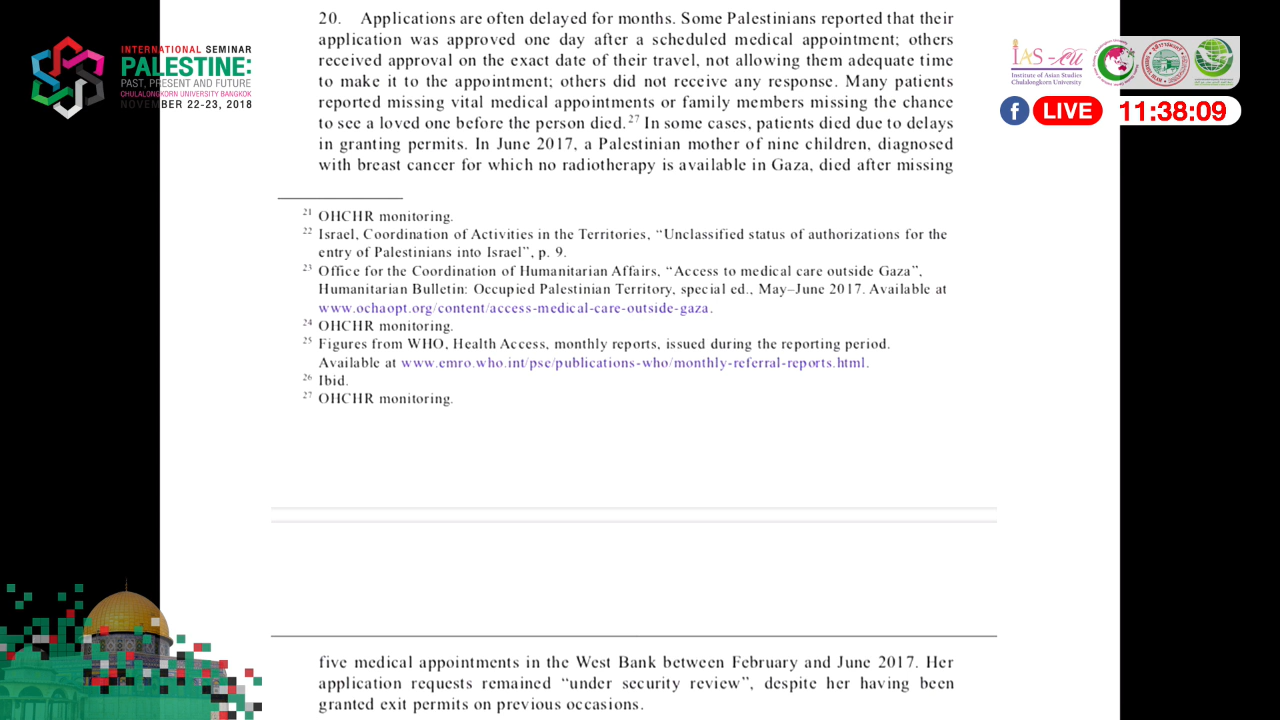 20. Applications are often delayed for months. Some Palestinians reported that their
application was approved one day after a scheduled medical appointment; others
received approval on the exact date of their travel, not allowing them adequate time
to make it to the appointment; others did not receive any response. Many patients
reported missing vital medical appointments or family members missing the chance
to see a loved one before the person died.27 In some cases, patients died due to delays
in granting permits. In June 2017, a Palestinian mother of nine children, diagnosed
with breast cancer for which no radiotherapy is available in Gaza, died after missing
21 OHCHR monitoring.
22 Israel, Coordination of Activities in the Territories, “Unclassified status of authorizations for the
entry of Palestinians into Israel”, p. 9.
23 Office for the Coordination of Humanitarian Affairs, “Access to medical care outside Gaza”,
Humanitarian Bulletin: Occupied Palestinian Territory, special ed., May–June 2017. Available at
www.ochaopt.org/content/access-medical-care-outside-gaza.
24 OHCHR monitoring.
25 Figures from WHO, Health Access, monthly reports, issued during the reporting period.
Available at www.emro.who.int/pse/publications-who/monthly-referral-reports.html.
26 Ibid.
27 OHCHR monitoring.
five medical appointments in the West Bank between February and June 2017. Her
application requests remained “under security review”, despite her having been
granted exit permits on previous occasions.
INTERNATIONAL SEMINAR
PALESTINE:
PAST, PRESENT AND FUTURE
CHULALONGKORN UNIVERSITY BANGKOK
NOVEMBER 22-23, 2018
IAS-CU
Institute of Asian Studies
Chulalongkorn University
f LIVE 11:38:09